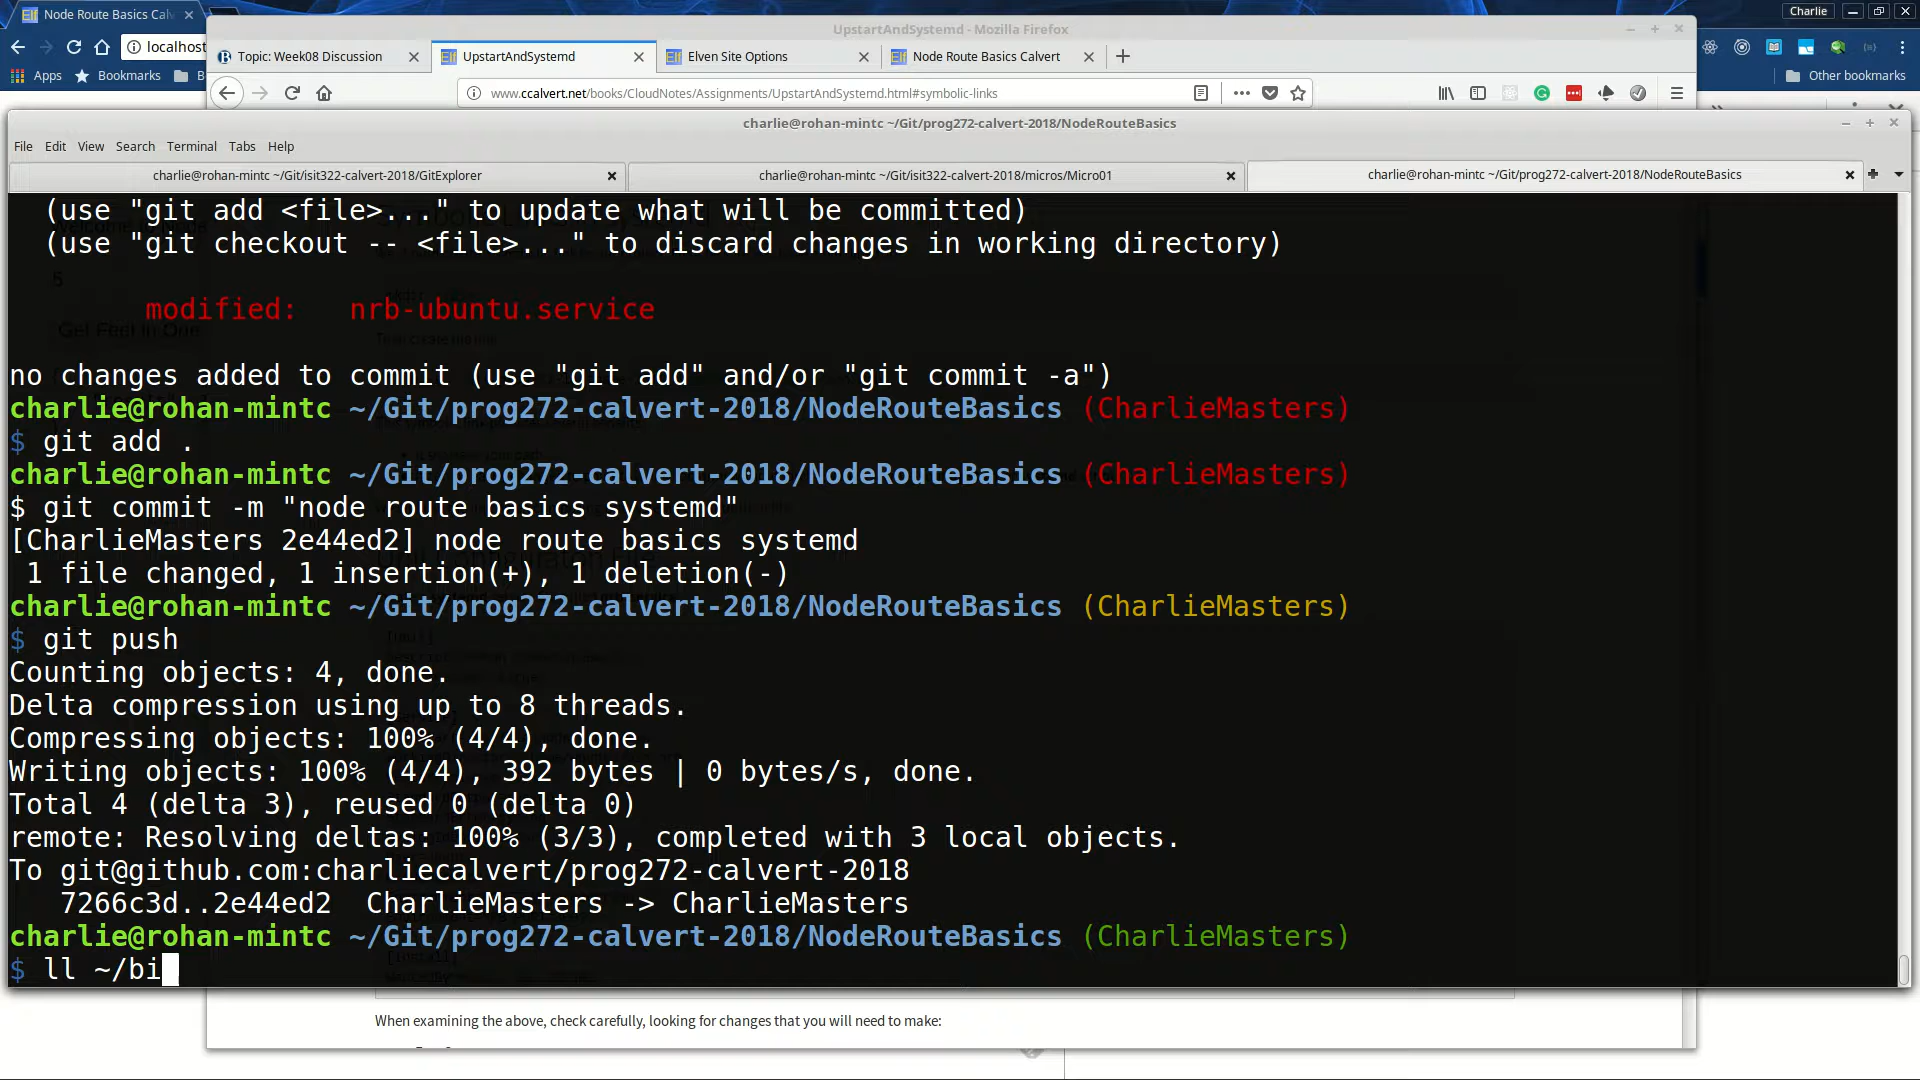 Node Route Basics Calv
Charlie
UpstartAndSystemd - Mozilla Firefox
localhost
Topic: Week08 Discussion
UpstartAndSystemd
Elven Site Options
Node Route Basics Calvert
Apps
Bookmarks
B
www.ccalvert.net/books/CloudNotes/Assignments/UpstartAndSystemd.html#symbolic-links
Other bookmarks
charlie@rohan-mintc ~/Git/prog272-calvert-2018/NodeRouteBasics
File Edit View Search Terminal Tabs Help
charlie@rohan-mintc ~/Git/isit322-calvert-2018/GitExplorer
charlie@rohan-mintc ~/Git/isit322-calvert-2018/micros/Micro01
charlie@rohan-mintc ~/Git/prog272-calvert-2018/NodeRouteBasics
(use "git add <file>..." to update what will be committed)
(use "git checkout -- <file>..." to discard changes in working directory)
modified: nrb-ubuntu.service
no changes added to commit (use "git add" and/or "git commit -a")
charlie@rohan-mintc ~/Git/prog272-calvert-2018/NodeRouteBasics (CharlieMasters)
$ git add .
charlie@rohan-mintc ~/Git/prog272-calvert-2018/NodeRouteBasics (CharlieMasters)
$ git commit -m "node route basics systemd"
[CharlieMasters 2e44ed2] node route basics systemd
1 file changed, 1 insertion(+), 1 deletion(-)
charlie@rohan-mintc ~/Git/prog272-calvert-2018/NodeRouteBasics (CharlieMasters)
$ git push
Counting objects: 4, done.
Delta compression using up to 8 threads.
Compressing objects: 100% (4/4), done.
Writing objects: 100% (4/4), 392 bytes | 0 bytes/s, done.
Total 4 (delta 3), reused 0 (delta 0)
remote: Resolving deltas: 100% (3/3), completed with 3 local objects.
To git@github.com:charliecalvert/prog272-calvert-2018
7266c3d..2e44ed2 CharlieMasters -> CharlieMasters
charlie@rohan-mintc ~/Git/prog272-calvert-2018/NodeRouteBasics (CharlieMasters)
$ ll ~/bi
When examining the above, check carefully, looking for changes that you will need to make: